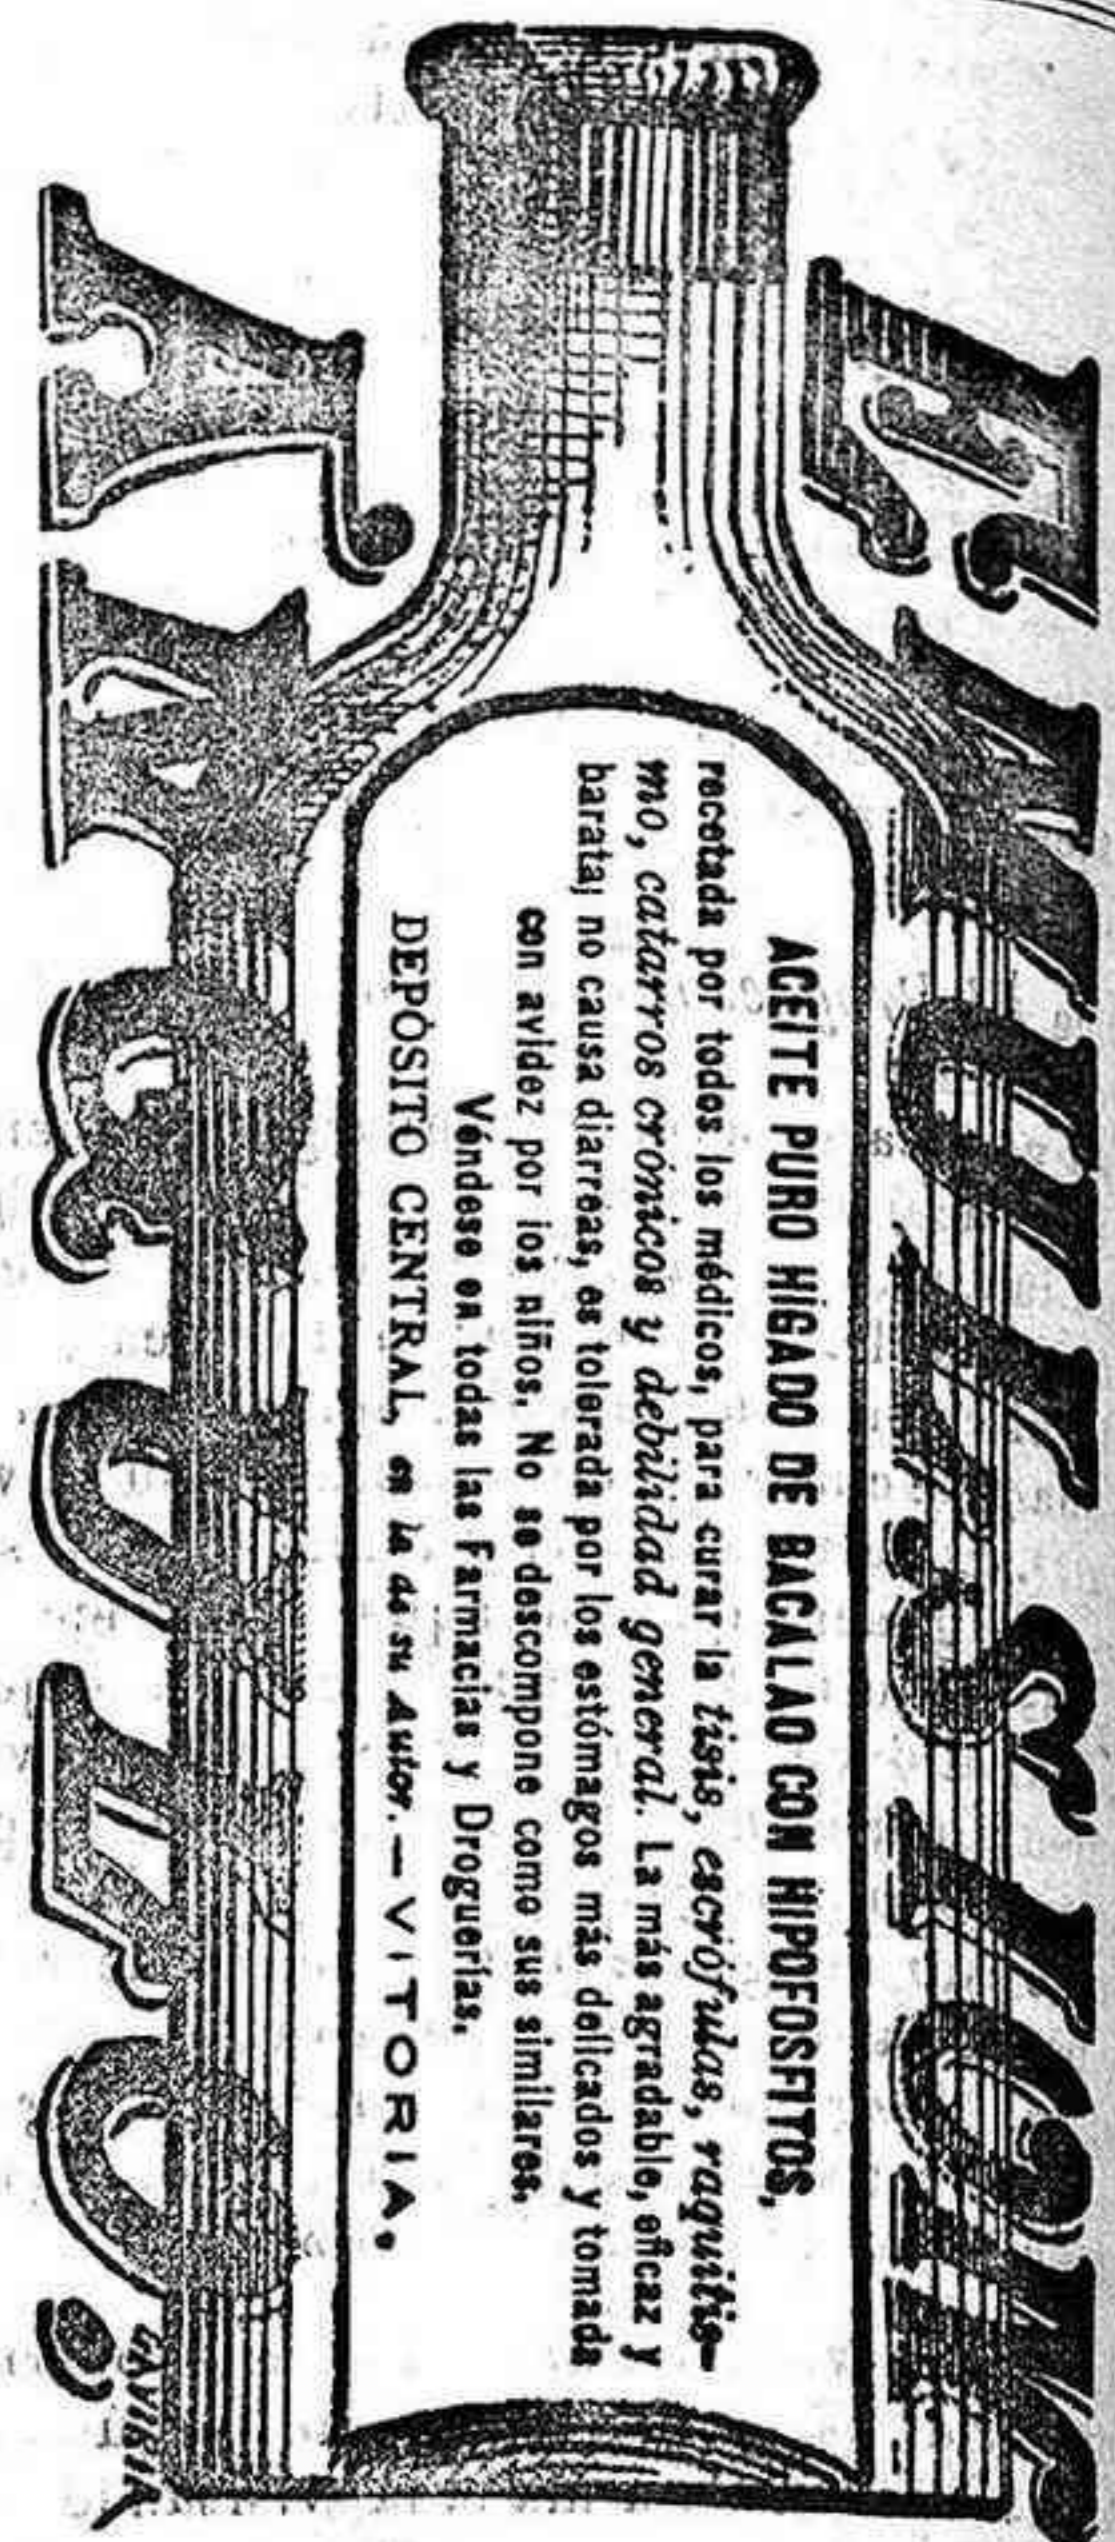 EMULSION
ACEITE PURO HÍGADO DE BACALAO CON HIPOFOSFITOS,
recetada por todos los médicos, para curar la tisis, escrófulas, raquitis-
mo, catarros crónicos y debilidad general. La más agradable, eficaz y
barata; no causa diarreas, es tolerada por los estómagos más delicados y tomada
con avidez por los niños. No se descompone como sus similares.
Véndese en todas las Farmacias y Droguerías.
DEPÓSITO CENTRAL, en la de su Autor.—VITORIA.
GAVIRIA